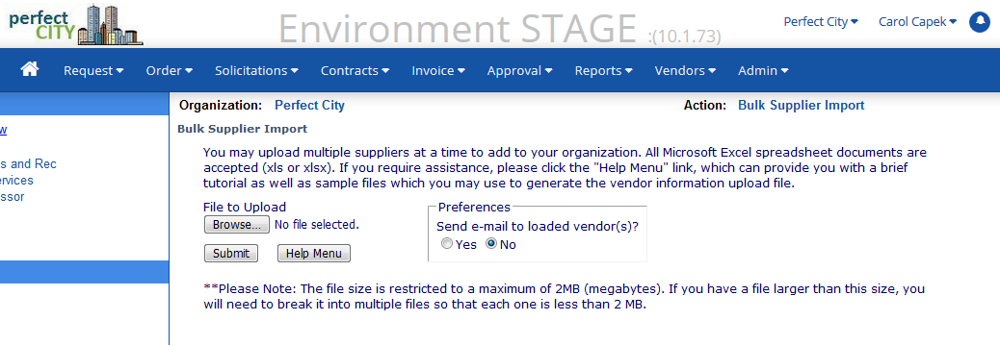 perfect CITY
Environment STAGE :(10.1.73)
Perfect City
Carol Capek
Request Order Solicitations Contracts Invoice Approval Reports Vendors Admin
w
s and Rec
ervices
ssor
Organization: Perfect City Action: Bulk Supplier Import
Bulk Supplier Import
You may upload multiple suppliers at a time to add to your organization. All Microsoft Excel spreadsheet documents are
accepted (xls or xlsx). If you require assistance, please click the "Help Menu" link, which can provide you with a brief
tutorial as well as sample files which you may use to generate the vendor information upload file.
File to Upload
Browse... No file selected.
Submit Help Menu
Preferences
Send e-mail to loaded vendor(s)?
Yes No
**Please Note: The file size is restricted to a maximum of 2MB (megabytes). If you have a file larger than this size, you
will need to break it into multiple files so that each one is less than 2 MB.